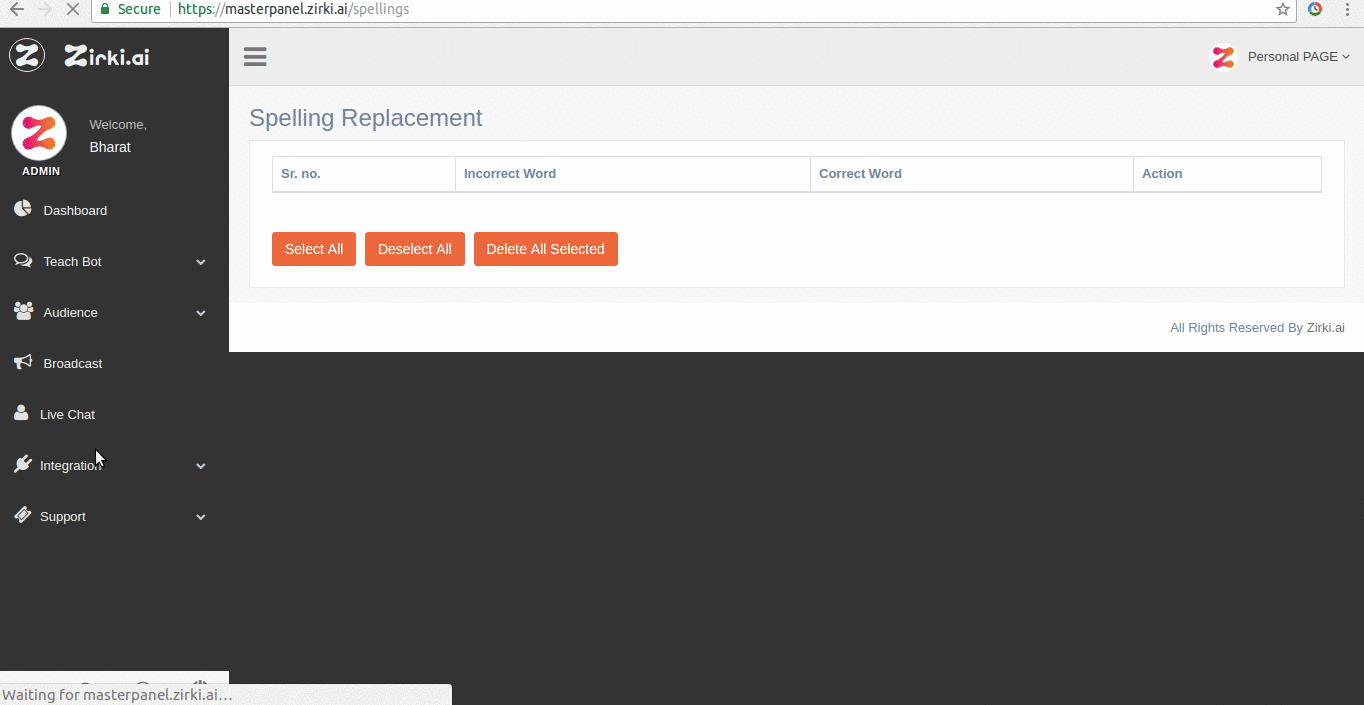 Secure https://masterpanel.zirki.ai/spellings
Zirki.ai
Personal PAGE
Welcome,
Bharat
ADMIN
Dashboard
Teach Bot
Audience
Broadcast
Live Chat
Integration
Support
Spelling Replacement
Sr. no. Incorrect Word Correct Word Action
Select All Deselect All Delete All Selected
All Rights Reserved By Zirki.ai
Waiting for masterpanel.zirki.ai...